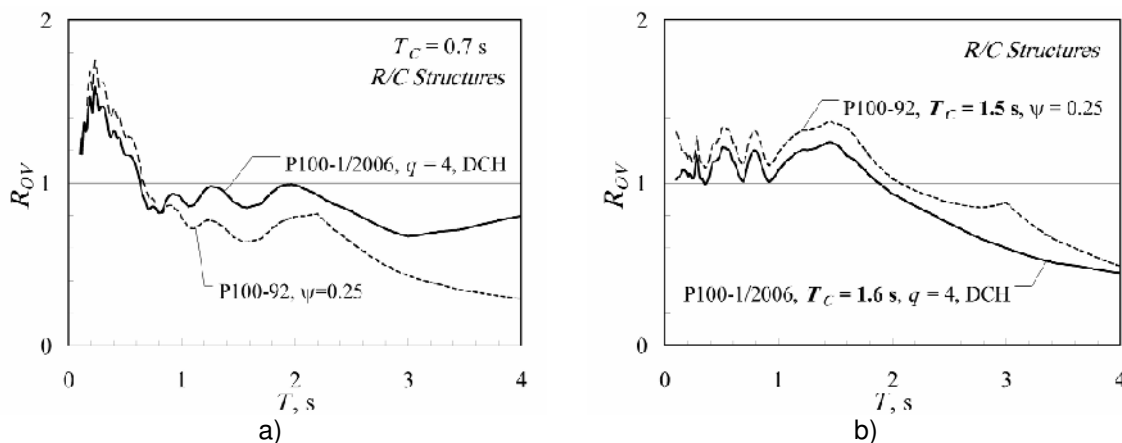 2
T_C = 0.7 s
R/C Structures
P100-1/2006, q = 4, DCH
1
R_OV
P100-92, ψ=0.25
0
0 1 2 3 4
T, s
a)
2
R/C Structures
P100-92, T_C = 1.5 s, ψ = 0.25
1
R_OV
P100-1/2006, T_C = 1.6 s, q = 4, DCH
0
0 1 2 3 4
T, s
b)